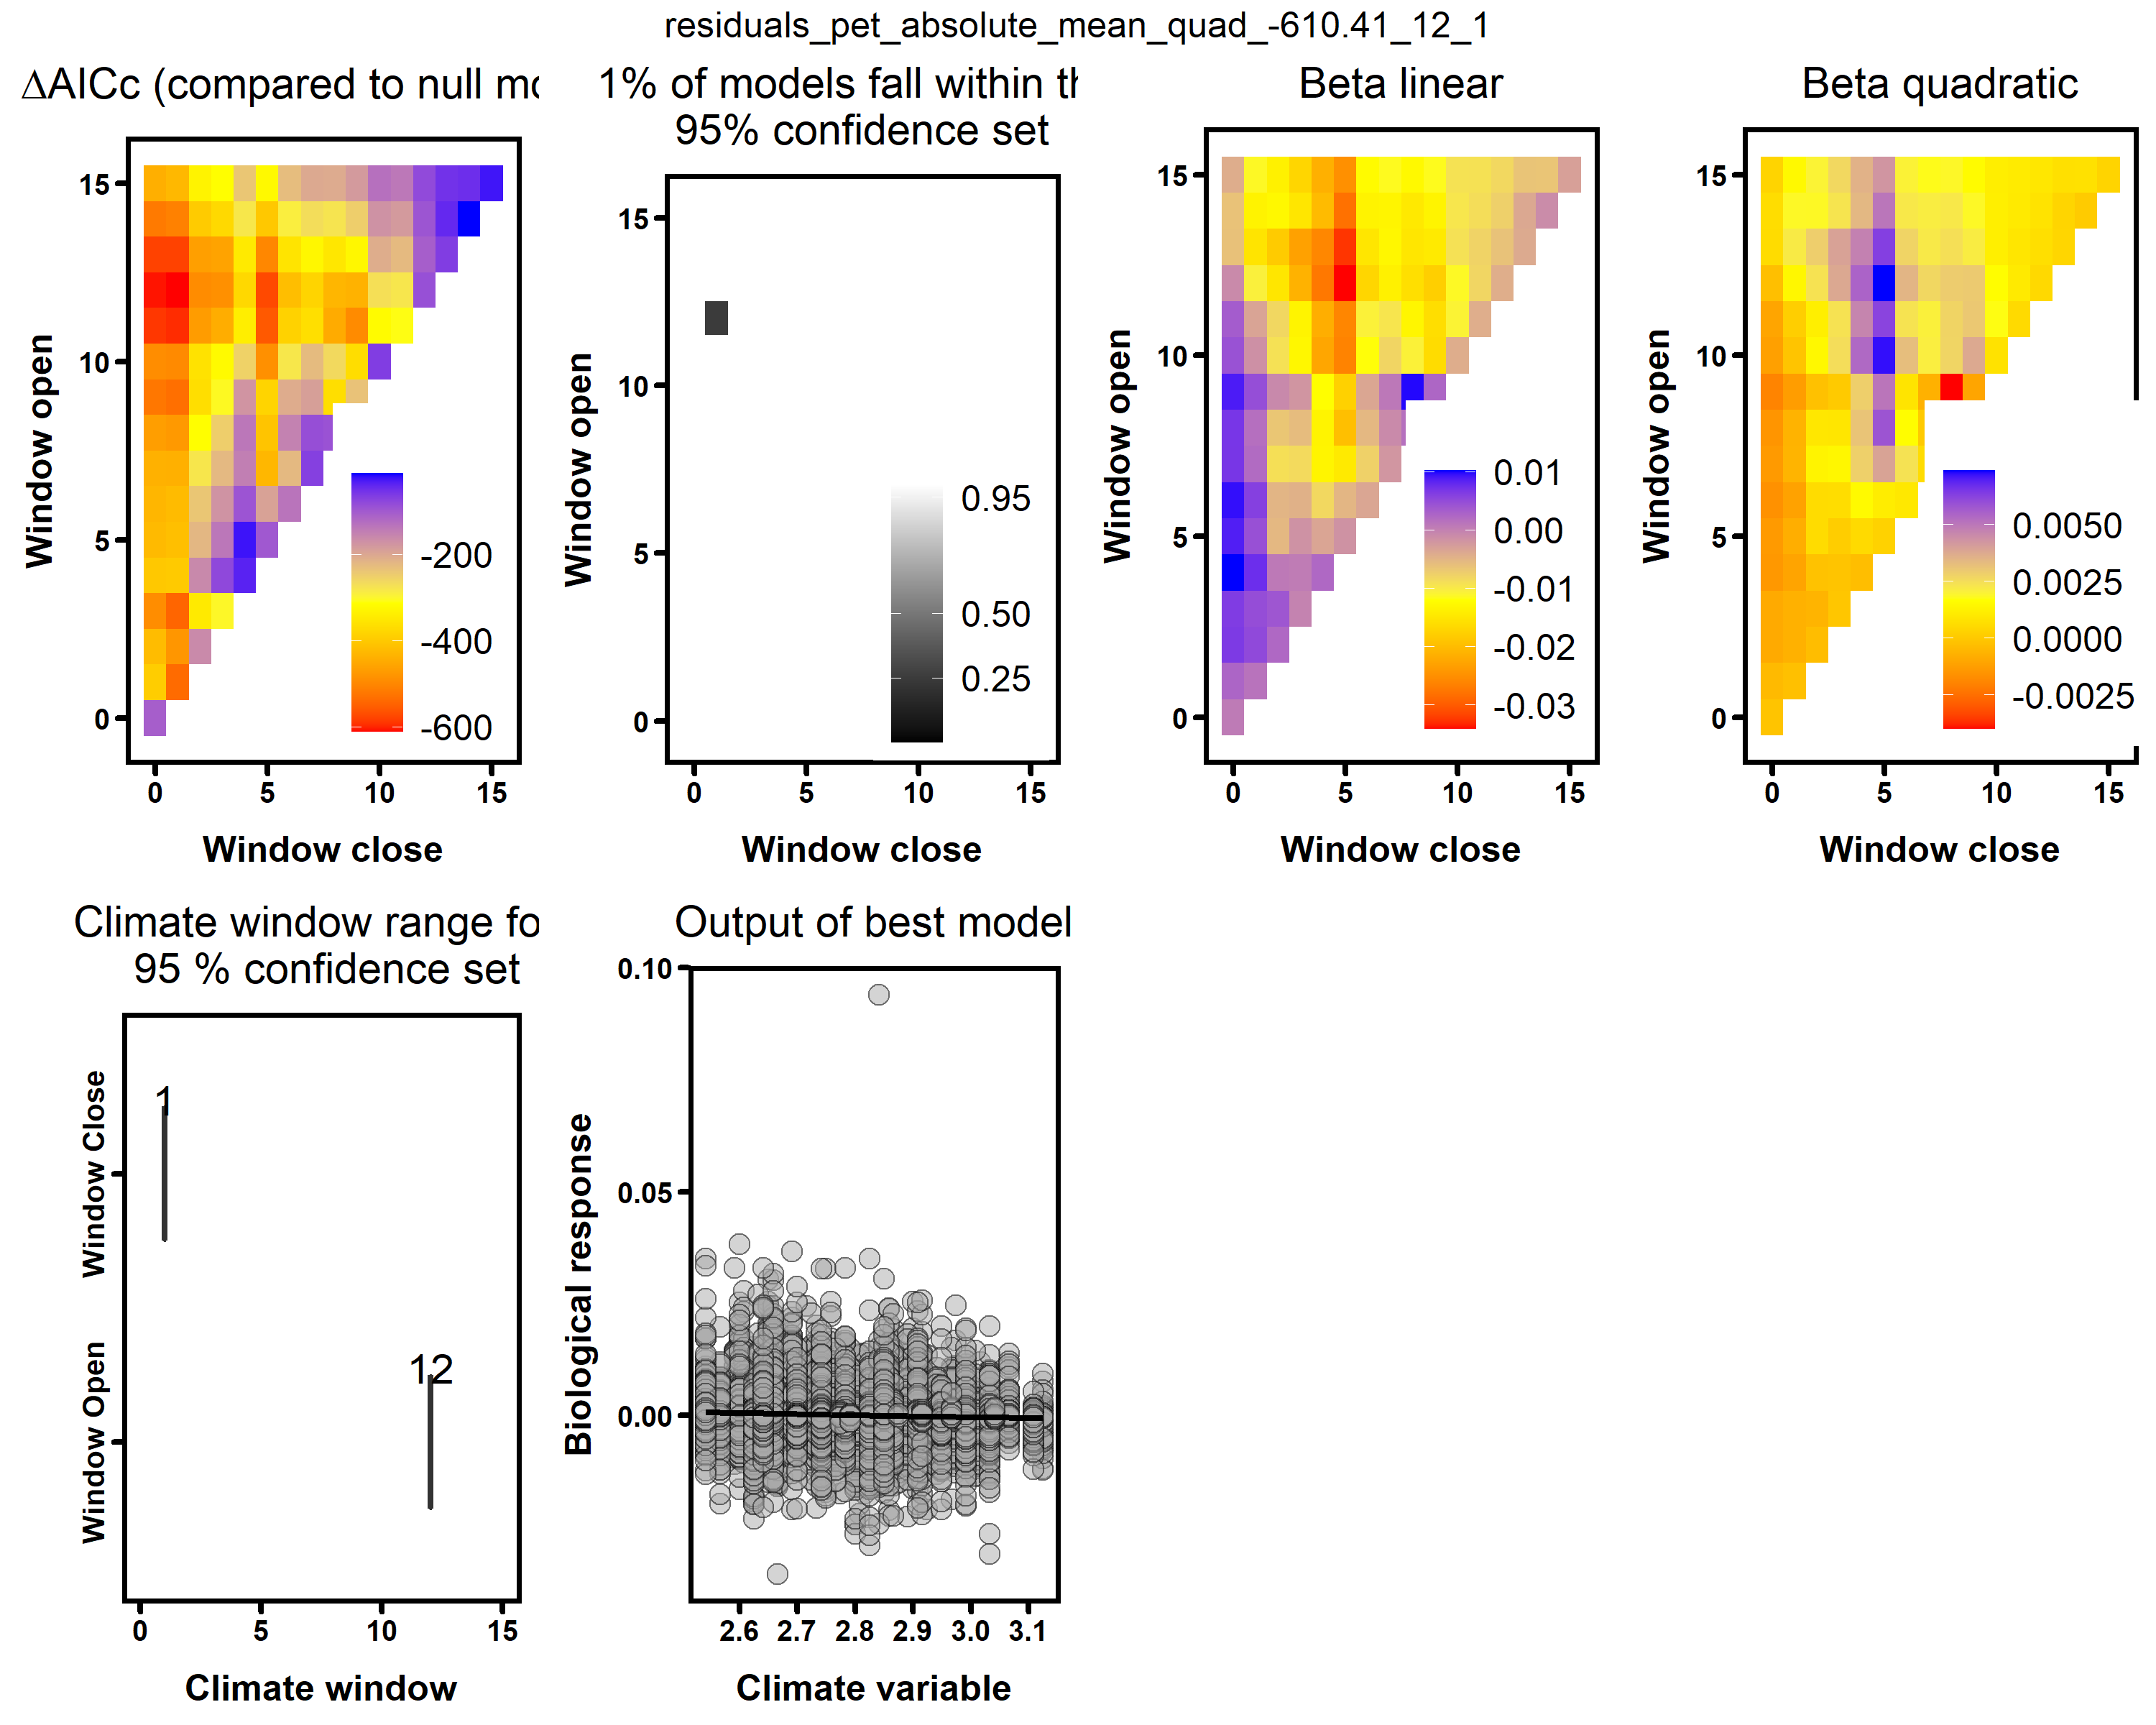 residuals_pet_absolute_mean_quad_-610.41_12_1
ΔAICc (compared to null mo
15
10
5
0
Window open
-200
-400
-600
0 5 10 15
Window close
1% of models fall within th
95% confidence set
15
10
5
0
Window open
0.95
0.50
0.25
0 5 10 15
Window close
Beta linear
15
10
5
0
Window open
0.01
0.00
-0.01
-0.02
-0.03
0 5 10 15
Window close
Beta quadratic
15
10
5
0
Window open
0.0050
0.0025
0.0000
-0.0025
0 5 10 15
Window close
Climate window range fo
95 % confidence set
Window Close
Window Open
1
12
0 5 10 15
Climate window
Output of best model
0.10
0.05
0.00
Biological response
2.6 2.7 2.8 2.9 3.0 3.1
Climate variable